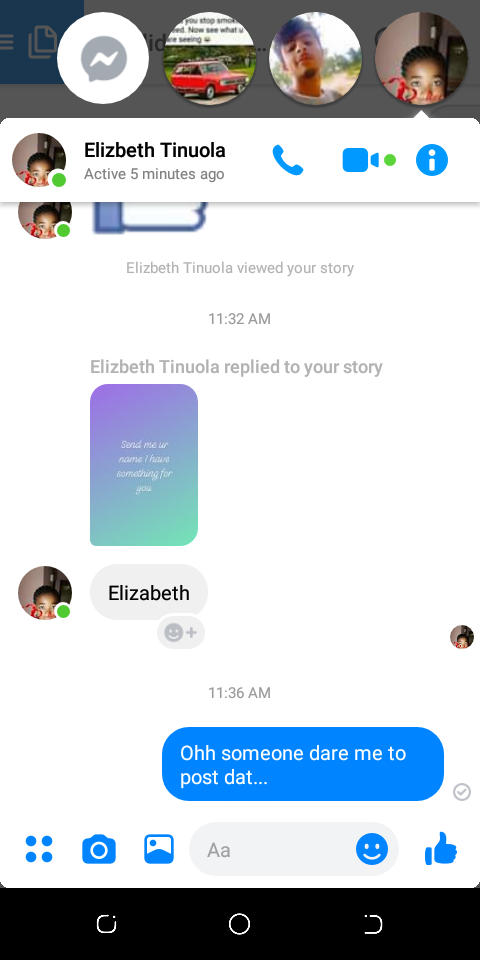 you stop smok
eed. Now see what u
are seeing
Elizbeth Tinuola
Active 5 minutes ago
Elizbeth Tinuola viewed your story
11:32 AM
Elizbeth Tinuola replied to your story
Send me ur
name I have
something for
you
Elizabeth
11:36 AM
Ohh someone dare me to
post dat...
Aa